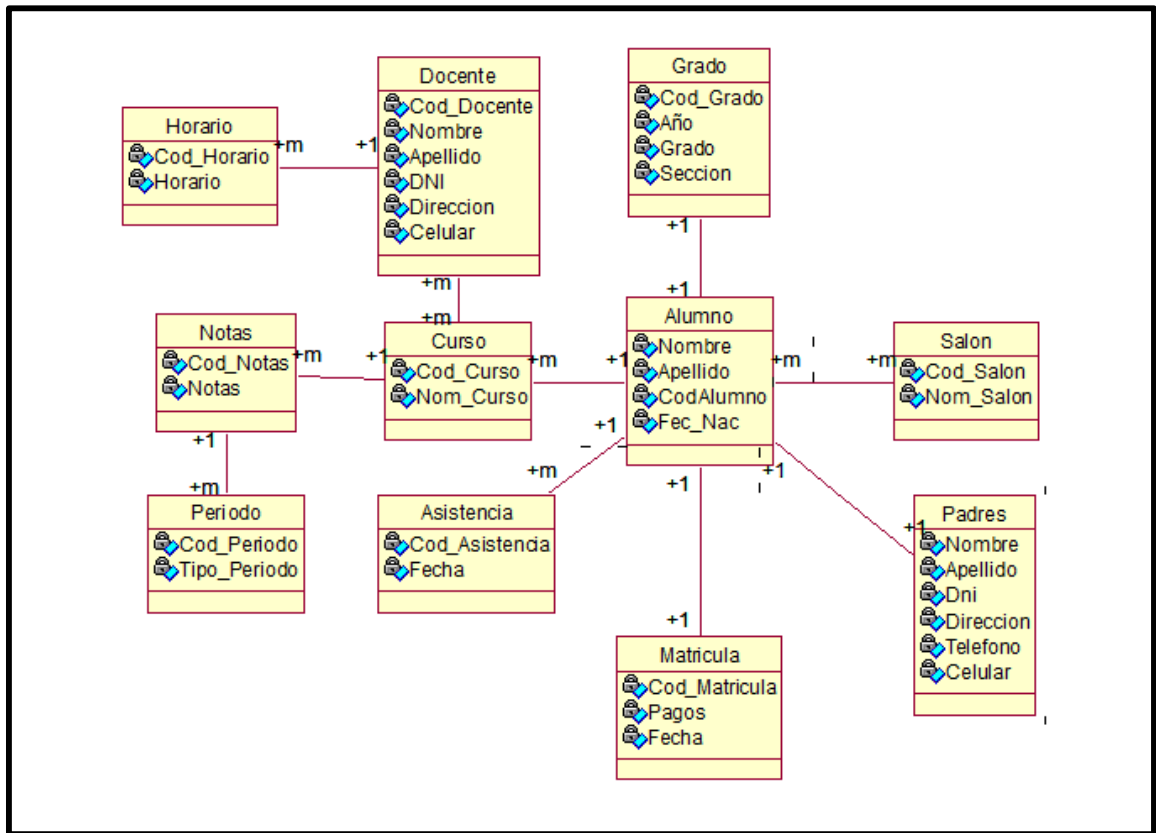 Docente
Cod_Docente
Nombre
Apellido
DNI
Direccion
Celular
Grado
Cod_Grado
Año
Grado
Seccion
Horario
Cod_Horario
Horario
+m
+1
+m
+m
+1
+1
Notas
Cod_Notas
Notas
+m
+1
Curso
Cod_Curso
Nom_Curso
+m
+1
Alumno
Nombre
Apellido
CodAlumno
Fec_Nac
+m
+m
Salon
Cod_Salon
Nom_Salon
+1
+m
Periodo
Cod_Periodo
Tipo_Periodo
+1
+m
Asistencia
Cod_Asistencia
Fecha
+1
+1
Matricula
Cod_Matricula
Pagos
Fecha
+1
+1
Padres
Nombre
Apellido
Dni
Direccion
Telefono
Celular